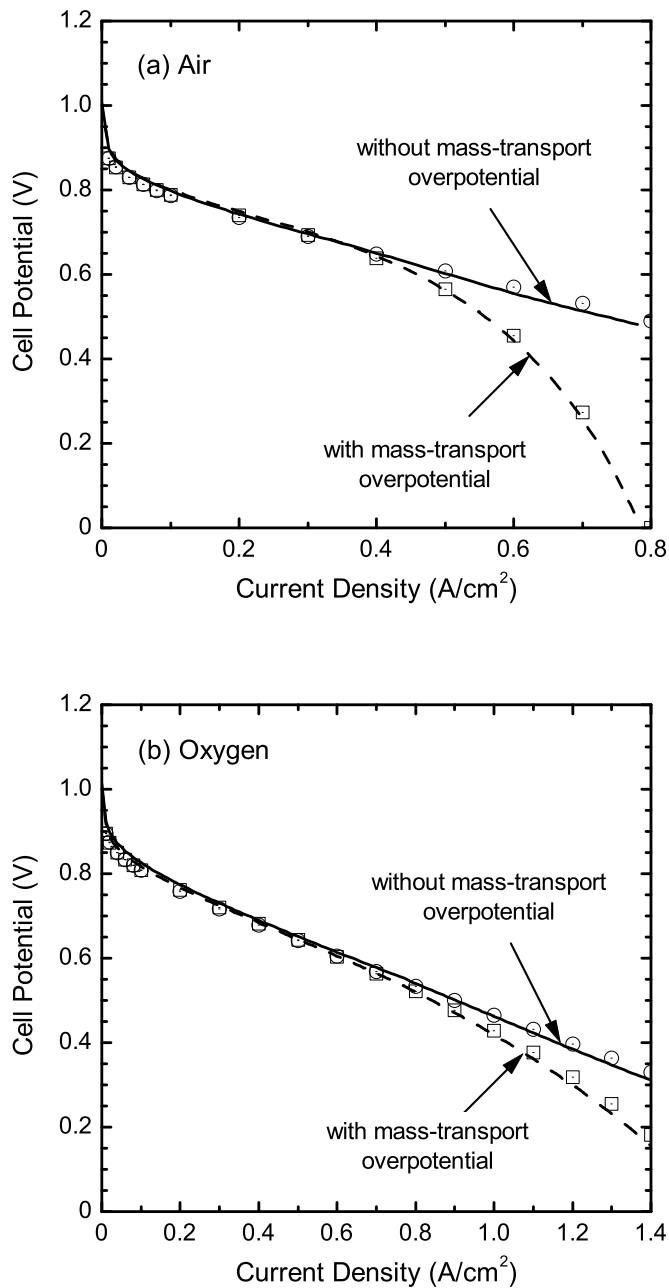 1.2
(a) Air
1.0
without mass-transport
overpotential
0.8
0.6
Cell Potential (V)
0.4
with mass-transport
overpotential
0.2
0
0 0.2 0.4 0.6 0.8
Current Density (A/cm²)
1.2
(b) Oxygen
1.0
0.8
without mass-transport
overpotential
0.6
Cell Potential (V)
0.4
with mass-transport
overpotential
0.2
0
0 0.2 0.4 0.6 0.8 1.0 1.2 1.4
Current Density (A/cm²)